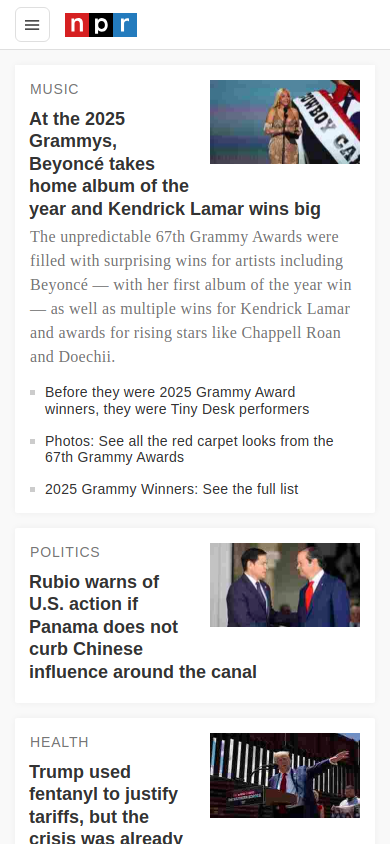 npr
MUSIC
At the 2025
Grammys,
Beyoncé takes
home album of the
year and Kendrick Lamar wins big
COWBOY CA
The unpredictable 67th Grammy Awards were
filled with surprising wins for artists including
Beyoncé — with her first album of the year win
— as well as multiple wins for Kendrick Lamar
and awards for rising stars like Chappell Roan
and Doechii.
Before they were 2025 Grammy Award
winners, they were Tiny Desk performers
Photos: See all the red carpet looks from the
67th Grammy Awards
2025 Grammy Winners: See the full list
POLITICS
Rubio warns of
U.S. action if
Panama does not
curb Chinese
influence around the canal
HEALTH
Trump used
fentanyl to justify
tariffs, but the
crisis was already